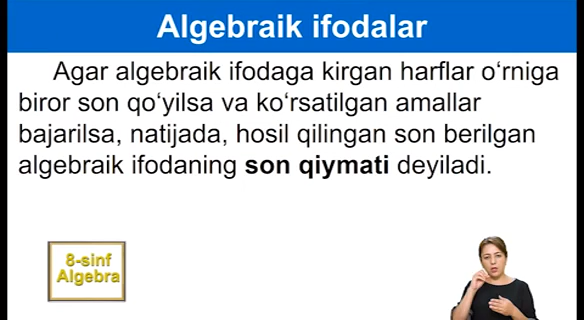 Algebraik ifodalar
Agar algebraik ifodaga kirgan harflar o‘rniga
biror son qo‘yilsa va ko‘rsatilgan amallar
bajarilsa, natijada, hosil qilingan son berilgan
algebraik ifodaning son qiymati deyiladi.
8-sinf
Algebra